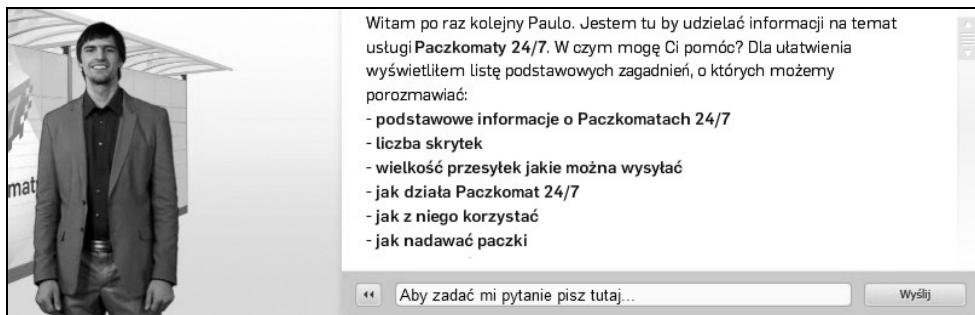 Witam po raz kolejny Paulo. Jestem tu by udzielać informacji na temat
usługi Paczkomaty 24/7. W czym mogę Ci pomóc? Dla ułatwienia
wyświetliłem listę podstawowych zagadnień, o których możemy
porozmawiać:
- podstawowe informacje o Paczkomatach 24/7
- liczba skrytek
- wielkość przesyłek jakie można wysyłać
- jak działa Paczkomat 24/7
- jak z niego korzystać
- jak nadawać paczki
mat
Aby zadać mi pytanie pisz tutaj...
Wyślij